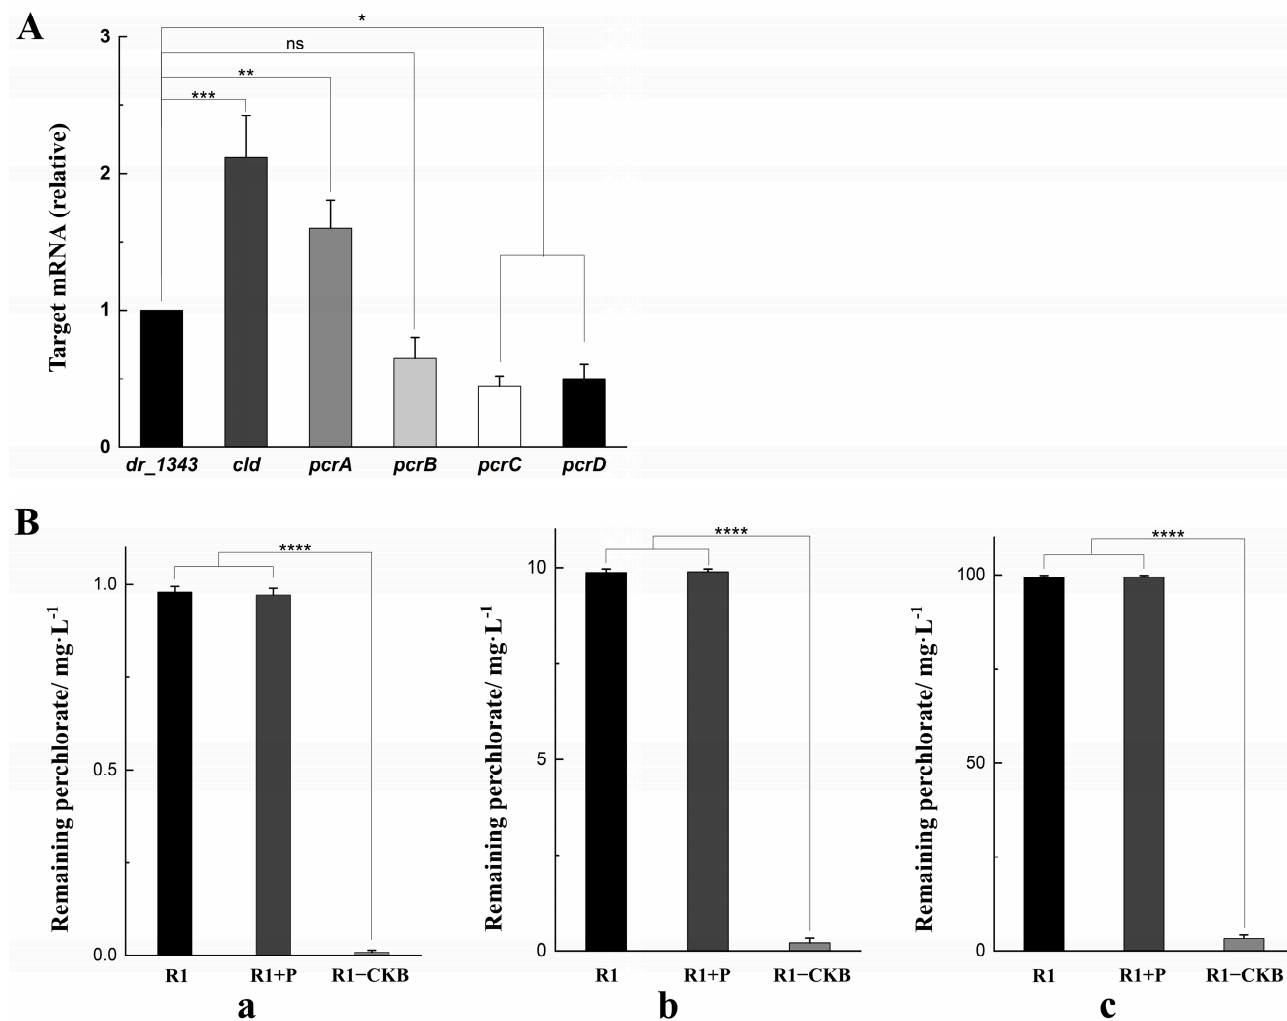 A
*
ns
**
***
3
2
1
0
Target mRNA (relative)
dr_1343 cld pcrA pcrB pcrC pcrD
B
****
1.0
0.5
0.0
Remaining perchlorate/ mg·L⁻¹
R1 R1+P R1−CKB
a
****
10
5
0
Remaining perchlorate/ mg·L⁻¹
R1 R1+P R1−CKB
b
****
100
50
0
Remaining perchlorate/ mg·L⁻¹
R1 R1+P R1−CKB
c